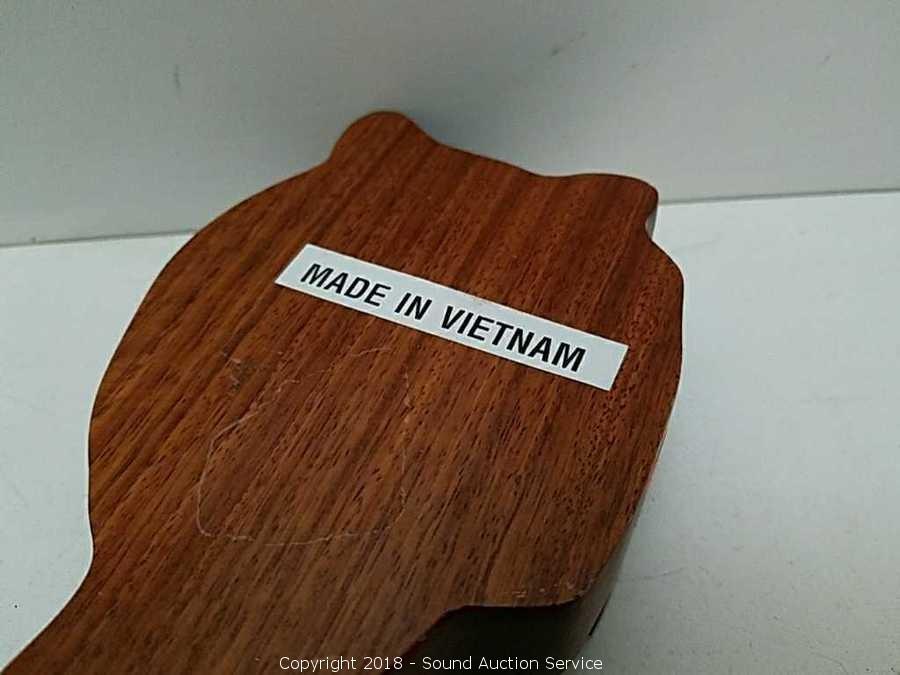 MADE IN VIETNAM
Copyright 2018 - Sound Auction Service